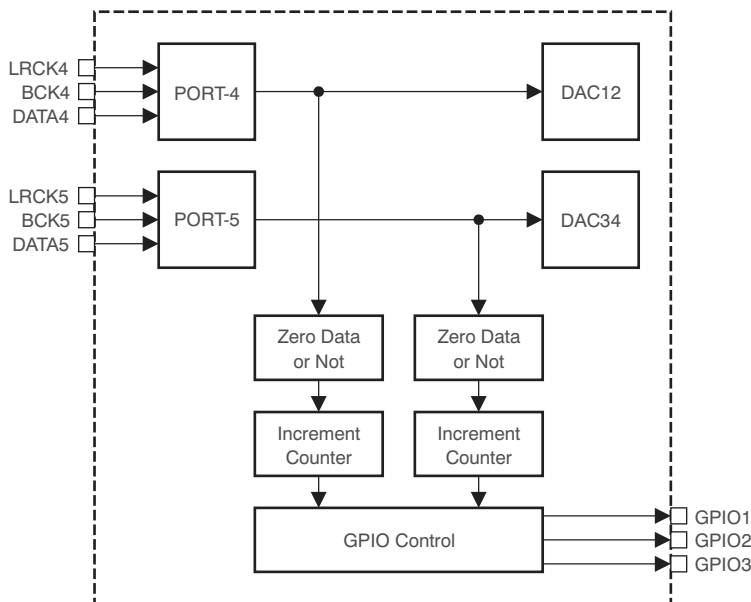 LRCK4
BCK4
DATA4
PORT-4
DAC12
LRCK5
BCK5
DATA5
PORT-5
DAC34
Zero Data
or Not
Zero Data
or Not
Increment
Counter
Increment
Counter
GPIO Control
GPIO1
GPIO2
GPIO3